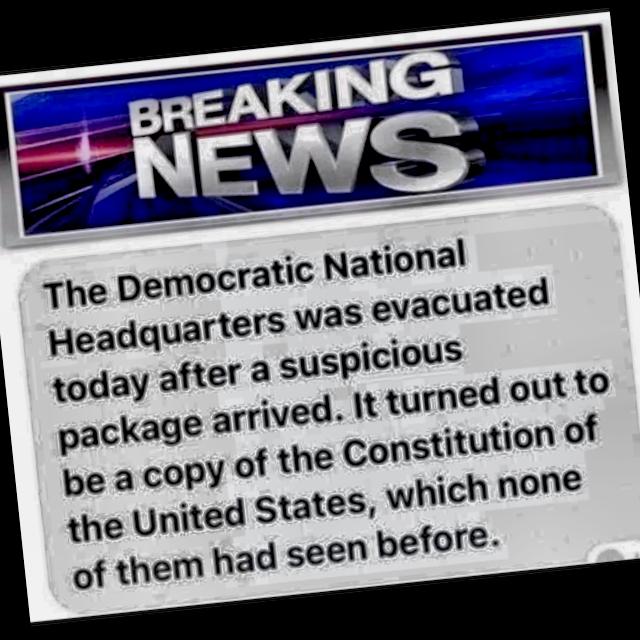 BREAKING
NEWS
The Democratic National
Headquarters was evacuated
today after a suspicious
package arrived. It turned out to
be a copy of the Constitution of
the United States, which none
of them had seen before.